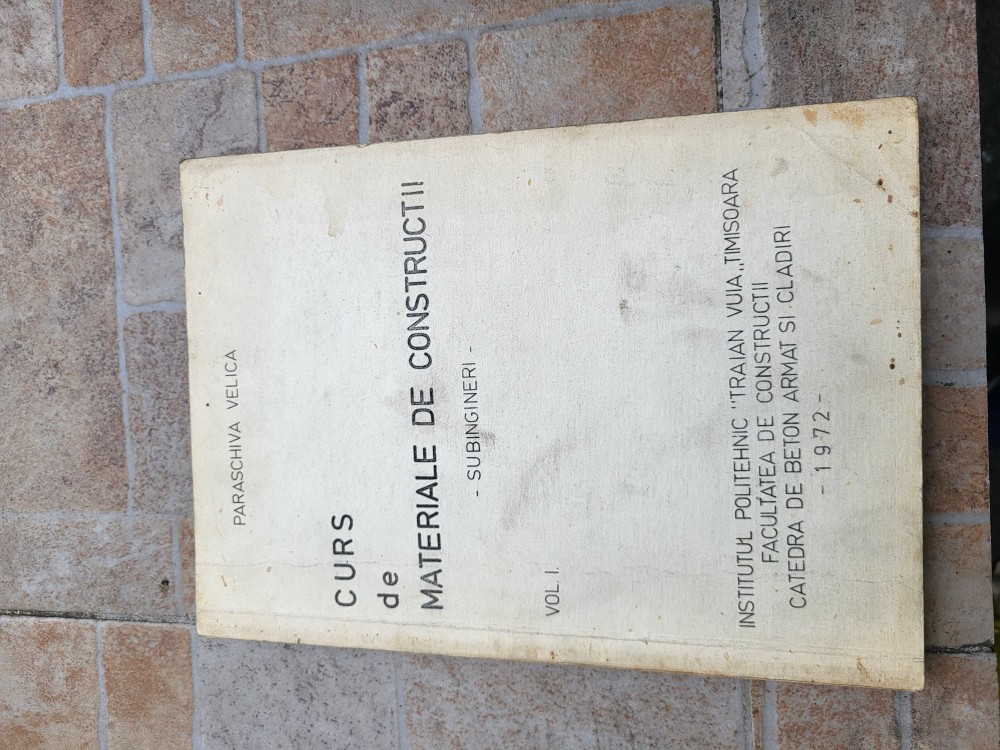 PARASCHIVA VELICA
CURS
de
MATERIALE DE CONSTRUCTII
- SUBINGINERI -
VOL. I.
INSTITUTUL POLITEHNIC "TRAIAN VUIA„ TIMISOARA
FACULTATEA DE CONSTRUCTII
CATEDRA DE BETON ARMAT SI CLADIRI
- 1972 -